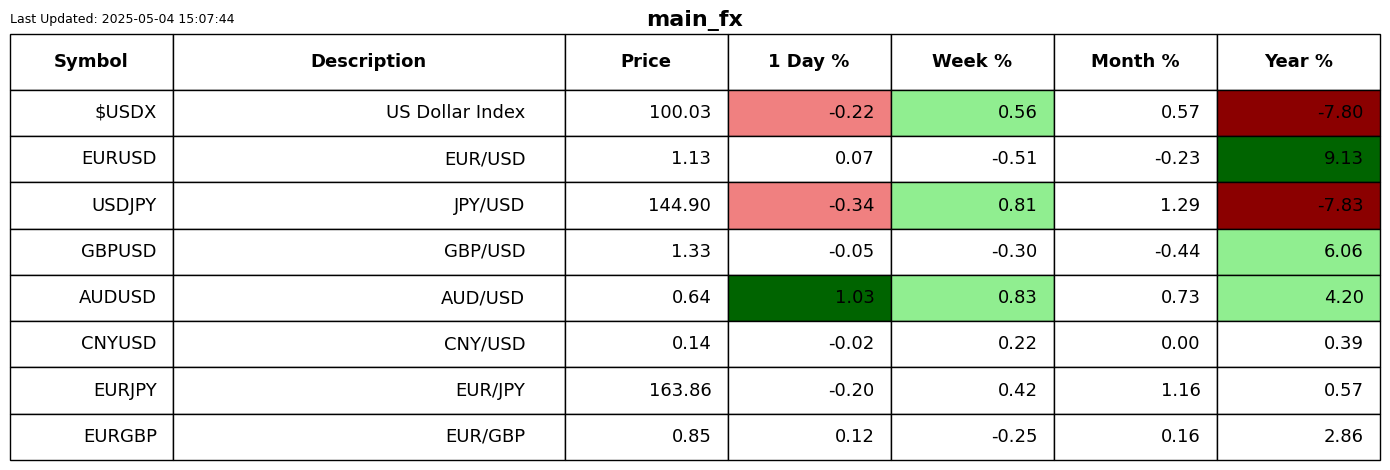 Last Updated: 2025-05-04 15:07:44
main_fx
Symbol Description Price 1 Day % Week % Month % Year %
$USDX US Dollar Index 100.03 -0.22 0.56 0.57 -7.80
EURUSD EUR/USD 1.13 0.07 -0.51 -0.23 9.13
USDJPY JPY/USD 144.90 -0.34 0.81 1.29 -7.83
GBPUSD GBP/USD 1.33 -0.05 -0.30 -0.44 6.06
AUDUSD AUD/USD 0.64 1.03 0.83 0.73 4.20
CNYUSD CNY/USD 0.14 -0.02 0.22 0.00 0.39
EURJPY EUR/JPY 163.86 -0.20 0.42 1.16 0.57
EURGBP EUR/GBP 0.85 0.12 -0.25 0.16 2.86